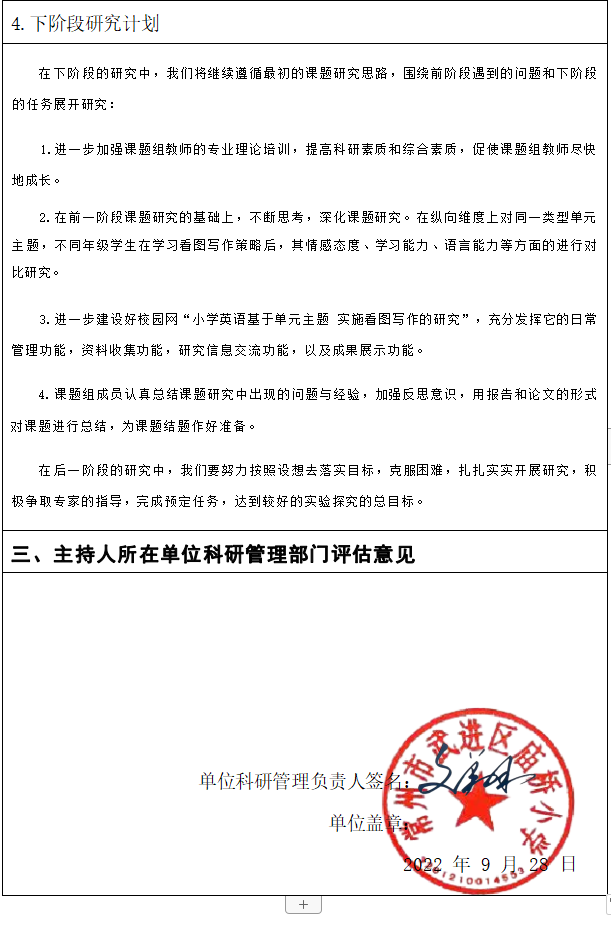 4.下阶段研究计划
在下阶段的研究中，我们将继续遵循最初的课题研究思路，围绕前阶段遇到的问题和下阶段
的任务展开研究：
1.进一步加强课题组教师的专业理论培训，提高科研素质和综合素质，促使课题组教师尽快
地成长。
2.在前一阶段课题研究的基础上，不断思考，深化课题研究。在纵向维度上对同一类型单元
主题，不同年级学生在学习看图写作策略后，其情感态度、学习能力、语言能力等方面的进行对
比研究。
3.进一步建设好校园网“小学英语基于单元主题 实施看图写作的研究”，充分发挥它的日常
管理功能，资料收集功能，研究信息交流功能，以及成果展示功能。
4.课题组成员认真总结课题研究中出现的问题与经验，加强反思意识，用报告和论文的形式
对课题进行总结，为课题结题作好准备。
在后一阶段的研究中，我们要努力按照设想去落实目标，克服困难，扎扎实实开展研究，积
极争取专家的指导，完成预定任务，达到较好的实验探究的总目标。
三、主持人所在单位科研管理部门评估意见
单位科研管理负责人签名：
单位盖章：
常州市武进区庙桥小学
2022 年 9 月 28 日